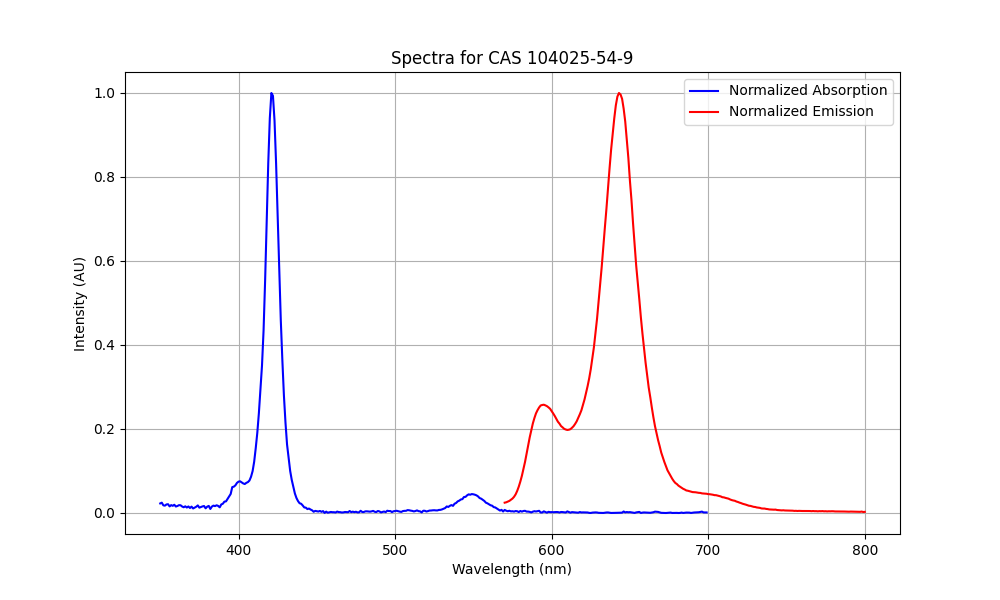 Spectra for CAS 104025-54-9
Normalized Absorption
Normalized Emission
1.0
0.8
0.6
0.4
0.2
0.0
Intensity (AU)
400
500
600
700
800
Wavelength (nm)